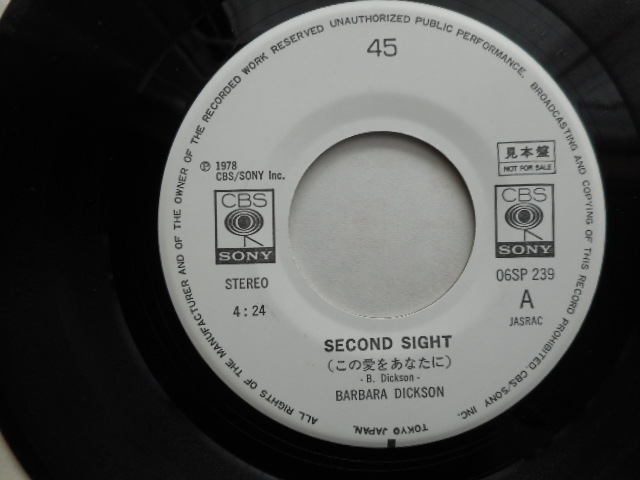 ALL RIGHTS OF THE MANUFACTURER AND OF THE OWNER OF THE RECORDED WORK RESERVED UNAUTHORIZED PUBLIC PERFORMANCE, BROADCASTING AND COPYING OF THIS RECORD PROHIBITED. CBS/SONY INC. TOKYO JAPAN.
45
℗ 1978
CBS/SONY Inc.
見本盤
NOT FOR SALE
CBS
SONY
CBS
SONY
STEREO
4:24
06SP 239
A
JASRAC
SECOND SIGHT
(この愛をあなたに)
- B. Dickson -
BARBARA DICKSON